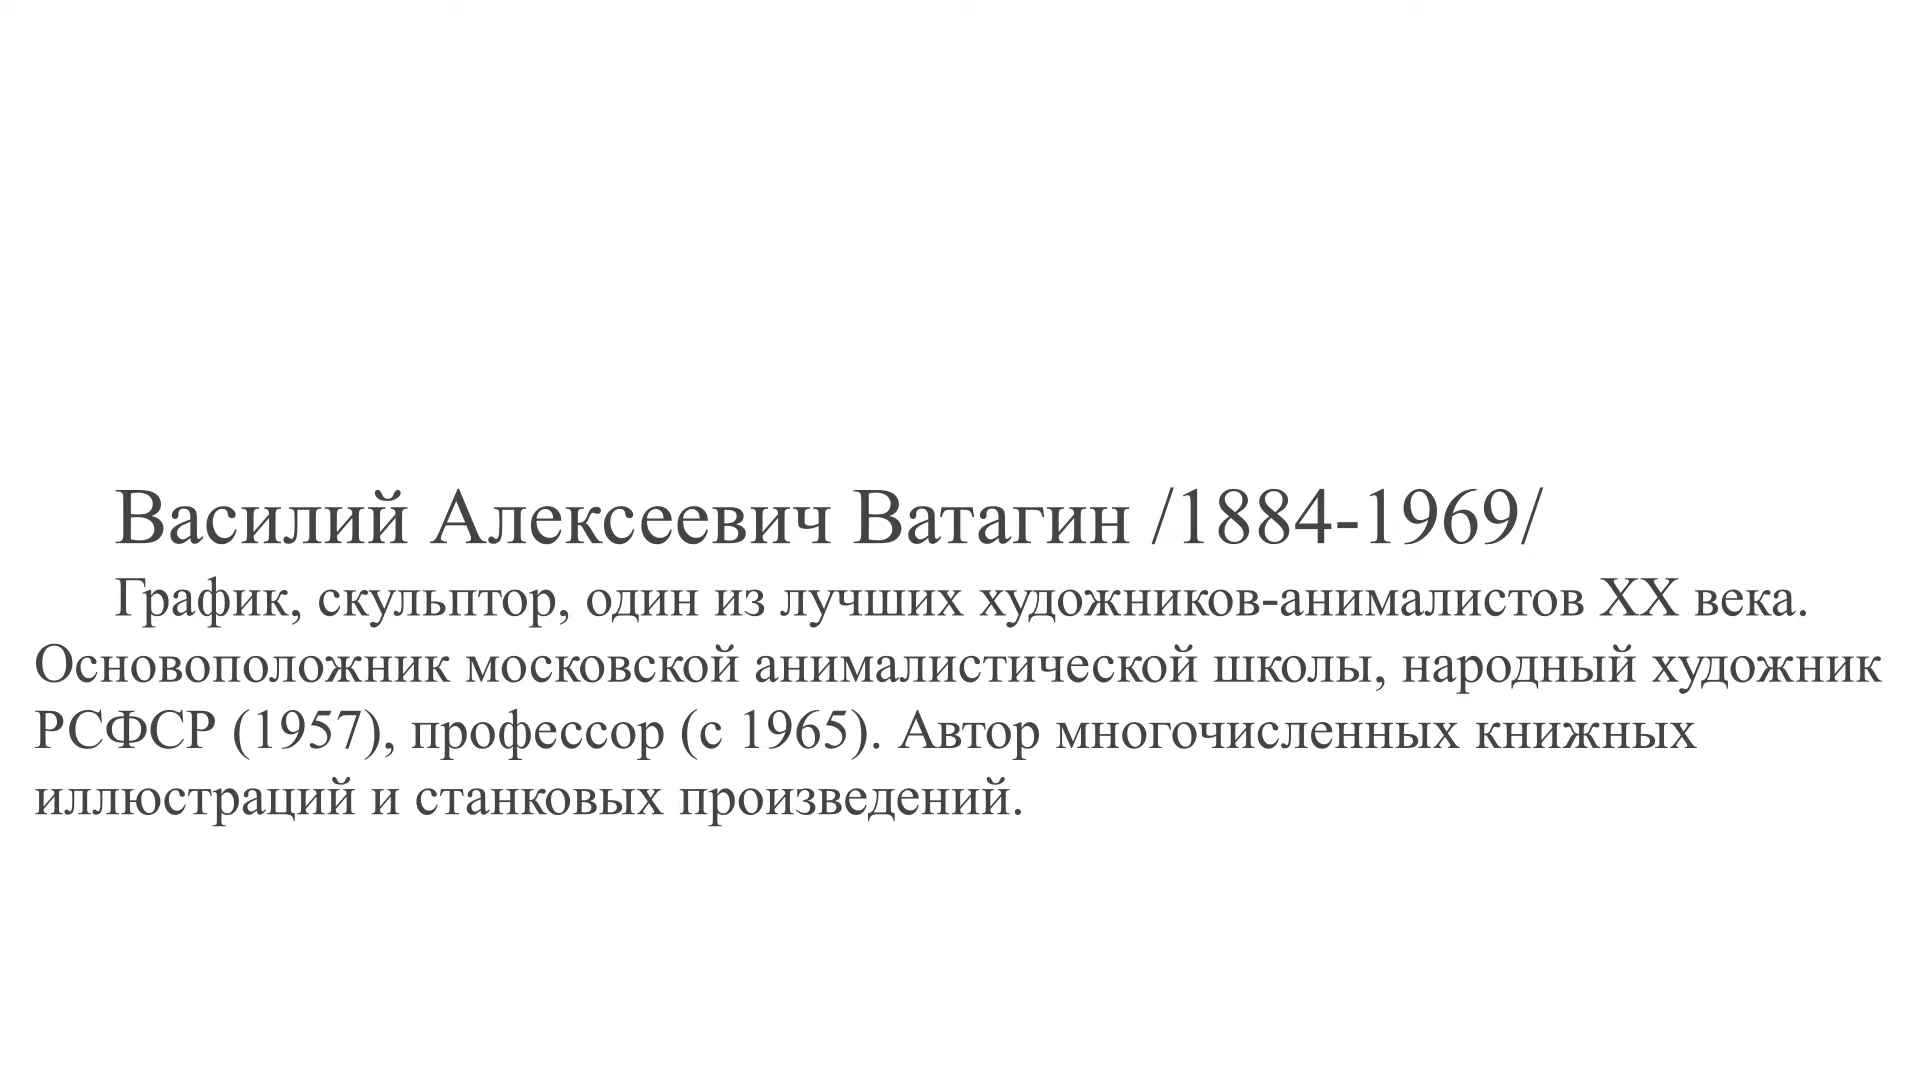 Василий Алексеевич Ватагин /1884-1969/
График, скульптор, один из лучших художников-анималистов XX века.
Основоположник московской анималистической школы, народный художник
РСФСР (1957), профессор (с 1965). Автор многочисленных книжных
иллюстраций и станковых произведений.